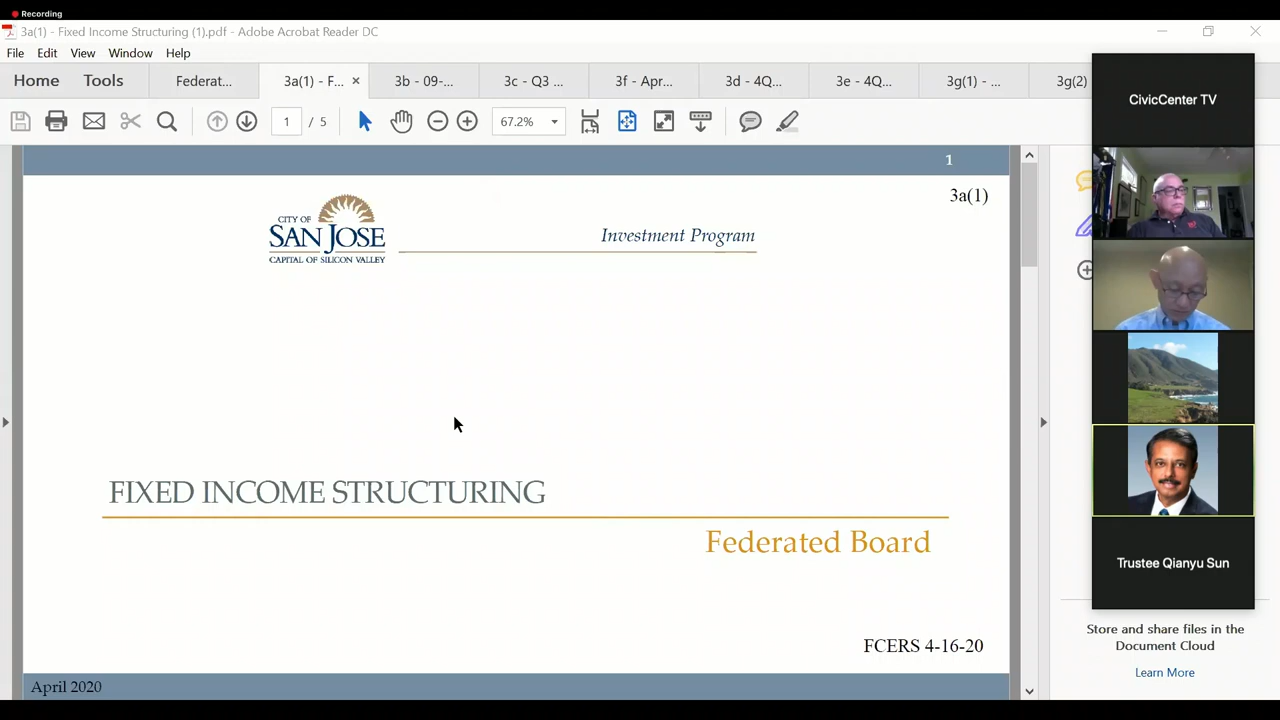 Recording
3a(1) - Fixed Income Structuring (1).pdf - Adobe Acrobat Reader DC
File Edit View Window Help
Home Tools Federat... 3a(1) - F... × 3b - 09-... 3c - Q3 ... 3f - Apr... 3d - 4Q... 3e - 4Q... 3g(1) - ... 3g(2)
1 / 5 67.2%
1
3a(1)
CITY OF
SAN JOSE
CAPITAL OF SILICON VALLEY
Investment Program
FIXED INCOME STRUCTURING
Federated Board
FCERS 4-16-20
April 2020
CivicCenter TV
Trustee Qianyu Sun
Store and share files in the
Document Cloud
Learn More